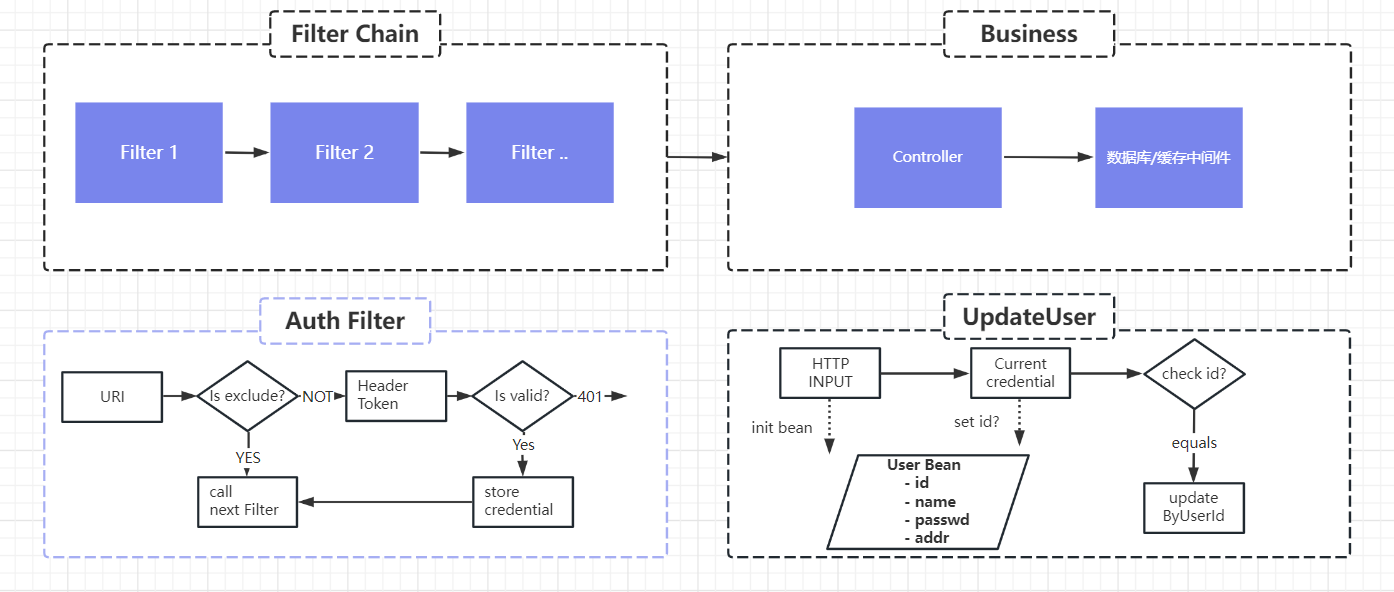 Filter Chain
Filter 1
Filter 2
Filter ..
Business
Controller
数据库/缓存中间件
Auth Filter
URI
Is exclude?
NOT
Header
Token
Is valid?
401
YES
Yes
call
next Filter
store
credential
UpdateUser
HTTP
INPUT
Current
credential
check id?
init bean
set id?
equals
User Bean
- id
- name
- passwd
- addr
update
ByUserId